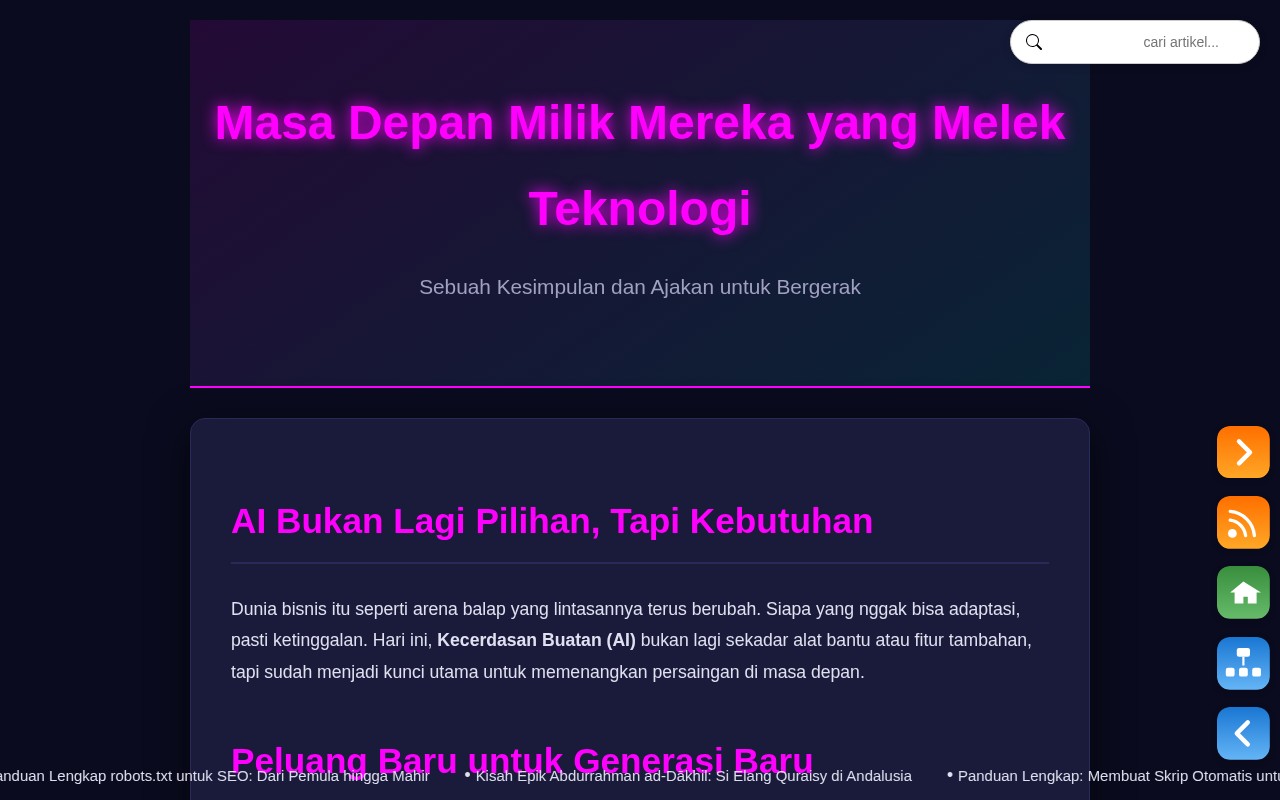 cari artikel...
Masa Depan Milik Mereka yang Melek
Teknologi
Sebuah Kesimpulan dan Ajakan untuk Bergerak
AI Bukan Lagi Pilihan, Tapi Kebutuhan
Dunia bisnis itu seperti arena balap yang lintasannya terus berubah. Siapa yang nggak bisa adaptasi,
pasti ketinggalan. Hari ini, Kecerdasan Buatan (AI) bukan lagi sekadar alat bantu atau fitur tambahan,
tapi sudah menjadi kunci utama untuk memenangkan persaingan di masa depan.
Peluang Baru untuk Generasi Baru
Lengkap robots.txt untuk SEO: Dari Pemula hingga Mahir • Kisah Epik Abdurrahman ad-Dākhil: Si Elang Quraisy di Andalusia • Panduan Lengkap: Membuat Skrip Otomatis